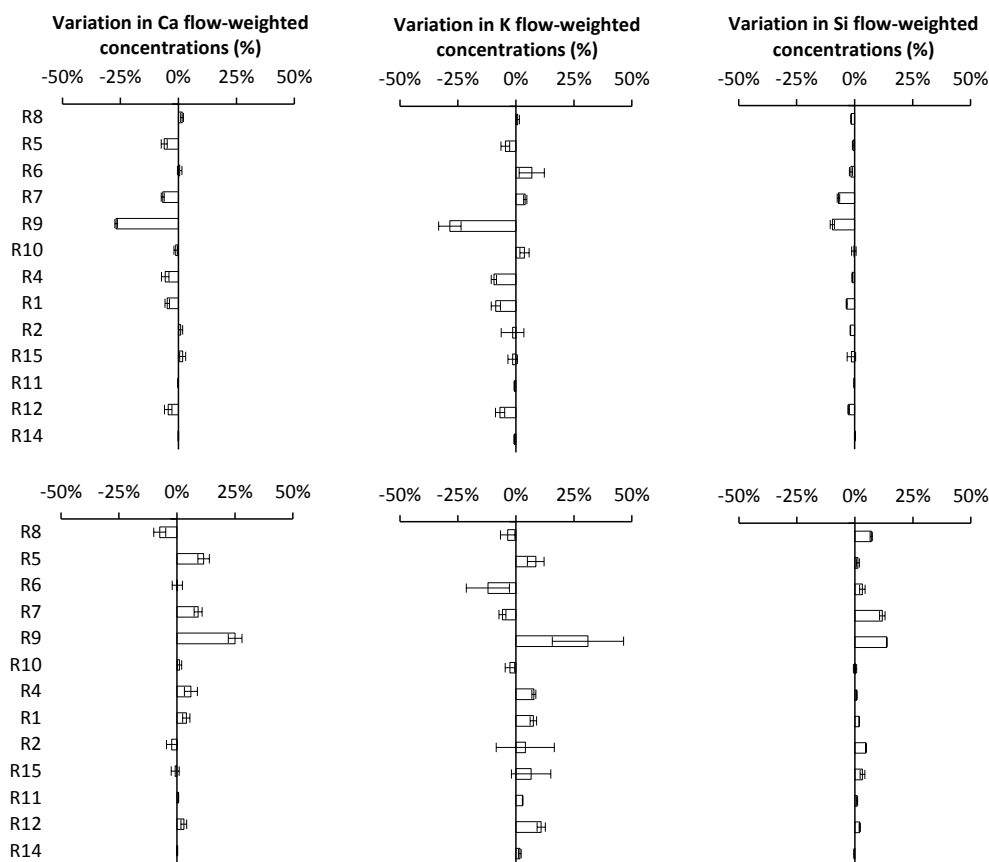 Variation in Ca flow-weighted
concentrations (%)
Variation in K flow-weighted
concentrations (%)
Variation in Si flow-weighted
concentrations (%)
-50% -25% 0% 25% 50%
-50% -25% 0% 25% 50%
-50% -25% 0% 25% 50%
R8
R5
R6
R7
R9
R10
R4
R1
R2
R15
R11
R12
R14
-50% -25% 0% 25% 50%
-50% -25% 0% 25% 50%
-50% -25% 0% 25% 50%
R8
R5
R6
R7
R9
R10
R4
R1
R2
R15
R11
R12
R14